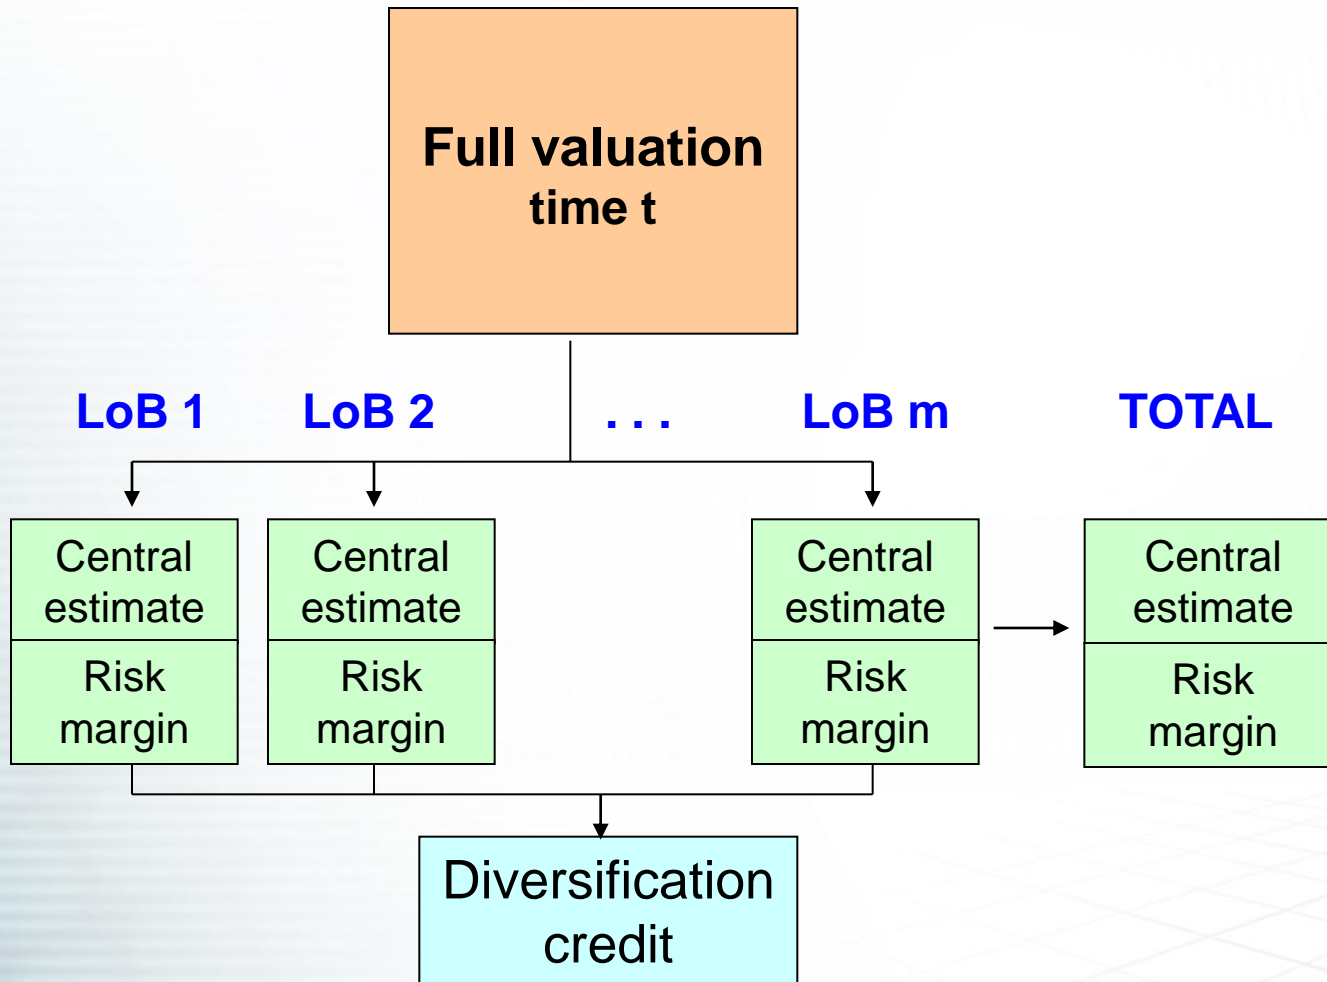 Full valuation
time t
LoB 1
LoB 2
. . .
LoB m
TOTAL
Central
estimate
Risk
margin
Central
estimate
Risk
margin
Central
estimate
Risk
margin
Central
estimate
Risk
margin
Diversification
credit